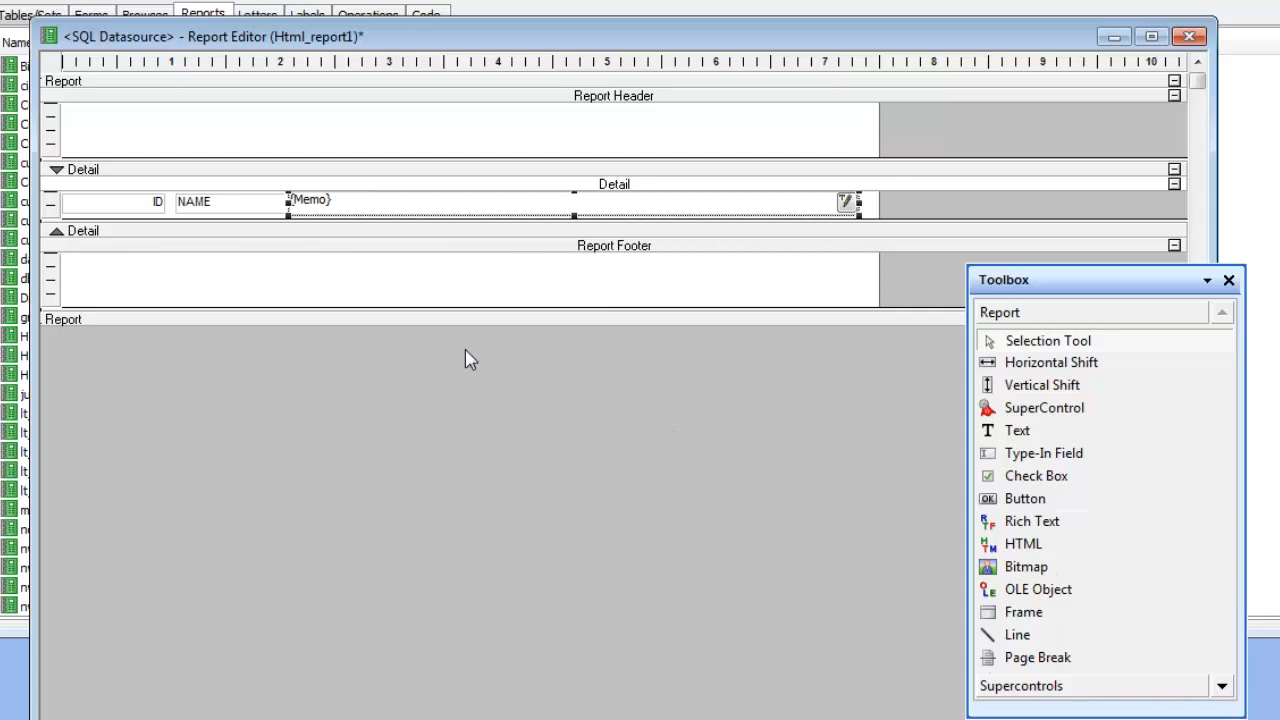 Tables/Sets Forms Browses Reports Letters Labels Operations Code
<SQL Datasource> - Report Editor (Html_report1)*
Name
1 2 3 4 5 6 7 8 9 10
Report
Report Header
Detail
Detail
ID NAME {Memo}
Detail
Report Footer
Report
Toolbox
Report
Selection Tool
Horizontal Shift
Vertical Shift
SuperControl
Text
Type-In Field
Check Box
Button
Rich Text
HTML
Bitmap
OLE Object
Frame
Line
Page Break
Supercontrols